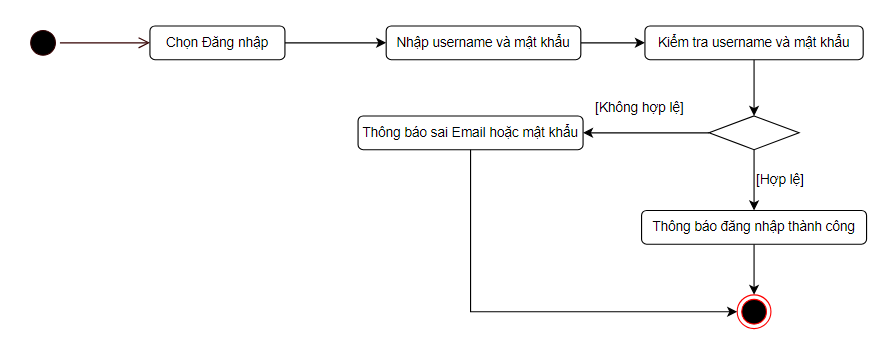 Chọn Đăng nhập
Nhập username và mật khẩu
Kiểm tra username và mật khẩu
[Không hợp lệ]
Thông báo sai Email hoặc mật khẩu
[Hợp lệ]
Thông báo đăng nhập thành công